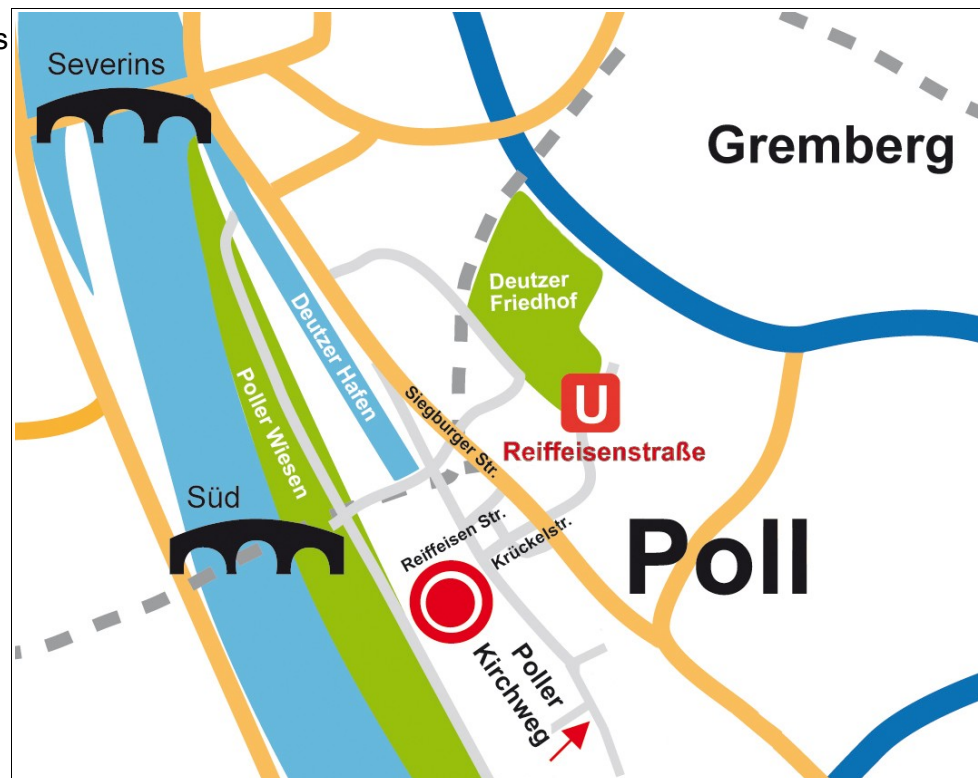 s
Severins
Gremberg
Deutzer
Friedhof
Deutzer Hafen
U
Poller Wiesen
Siegburger Str.
Reiffeisenstraße
Süd
Reiffeisen Str.
Krückelstr.
Poll
Poller
Kirchweg